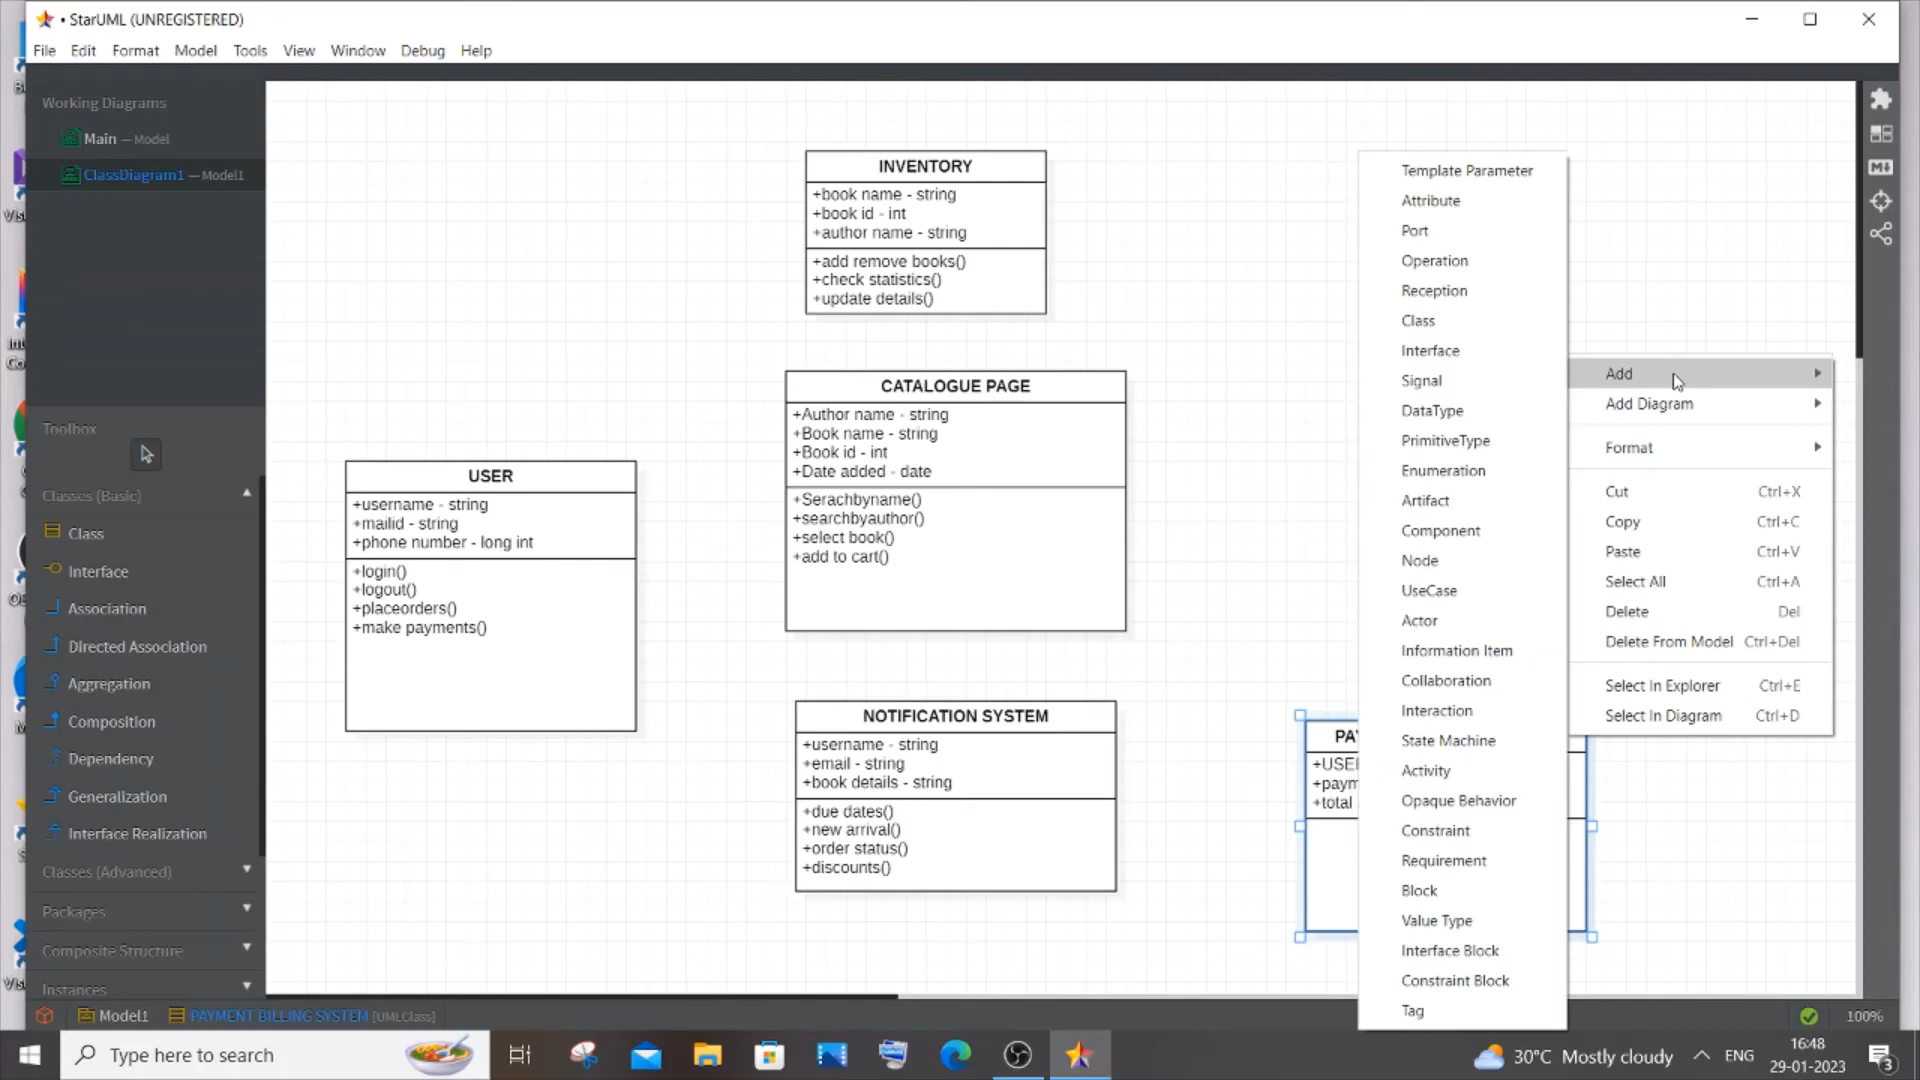 • StarUML (UNREGISTERED)
File Edit Format Model Tools View Window Debug Help
Working Diagrams
Main — Model
ClassDiagram1 — Model1
Toolbox
Classes (Basic)
Class
Interface
Association
Directed Association
Aggregation
Composition
Dependency
Generalization
Interface Realization
Classes (Advanced)
Packages
Composite Structure
Instances
INVENTORY
+book name - string
+book id - int
+author name - string
+add remove books()
+check statistics()
+update details()
CATALOGUE PAGE
+Author name - string
+Book name - string
+Book id - int
+Date added - date
+Serachbyname()
+searchbyauthor()
+select book()
+add to cart()
USER
+username - string
+mailid - string
+phone number - long int
+login()
+logout()
+placeorders()
+make payments()
NOTIFICATION SYSTEM
+username - string
+email - string
+book details - string
+due dates()
+new arrival()
+order status()
+discounts()
+total
Template Parameter
Attribute
Port
Operation
Reception
Class
Interface
Signal
DataType
PrimitiveType
Enumeration
Artifact
Component
Node
UseCase
Actor
Information Item
Collaboration
Interaction
State Machine
Activity
Opaque Behavior
Constraint
Requirement
Block
Value Type
Interface Block
Constraint Block
Tag
Add
Add Diagram
Format
Cut Ctrl+X
Copy Ctrl+C
Paste Ctrl+V
Select All Ctrl+A
Delete Del
Delete From Model Ctrl+Del
Select In Explorer Ctrl+E
Select In Diagram Ctrl+D
M↓
Model1 PAYMENT BILLING SYSTEM [UMLClass]
100%
Type here to search
30°C Mostly cloudy
ENG
16:48
29-01-2023
3